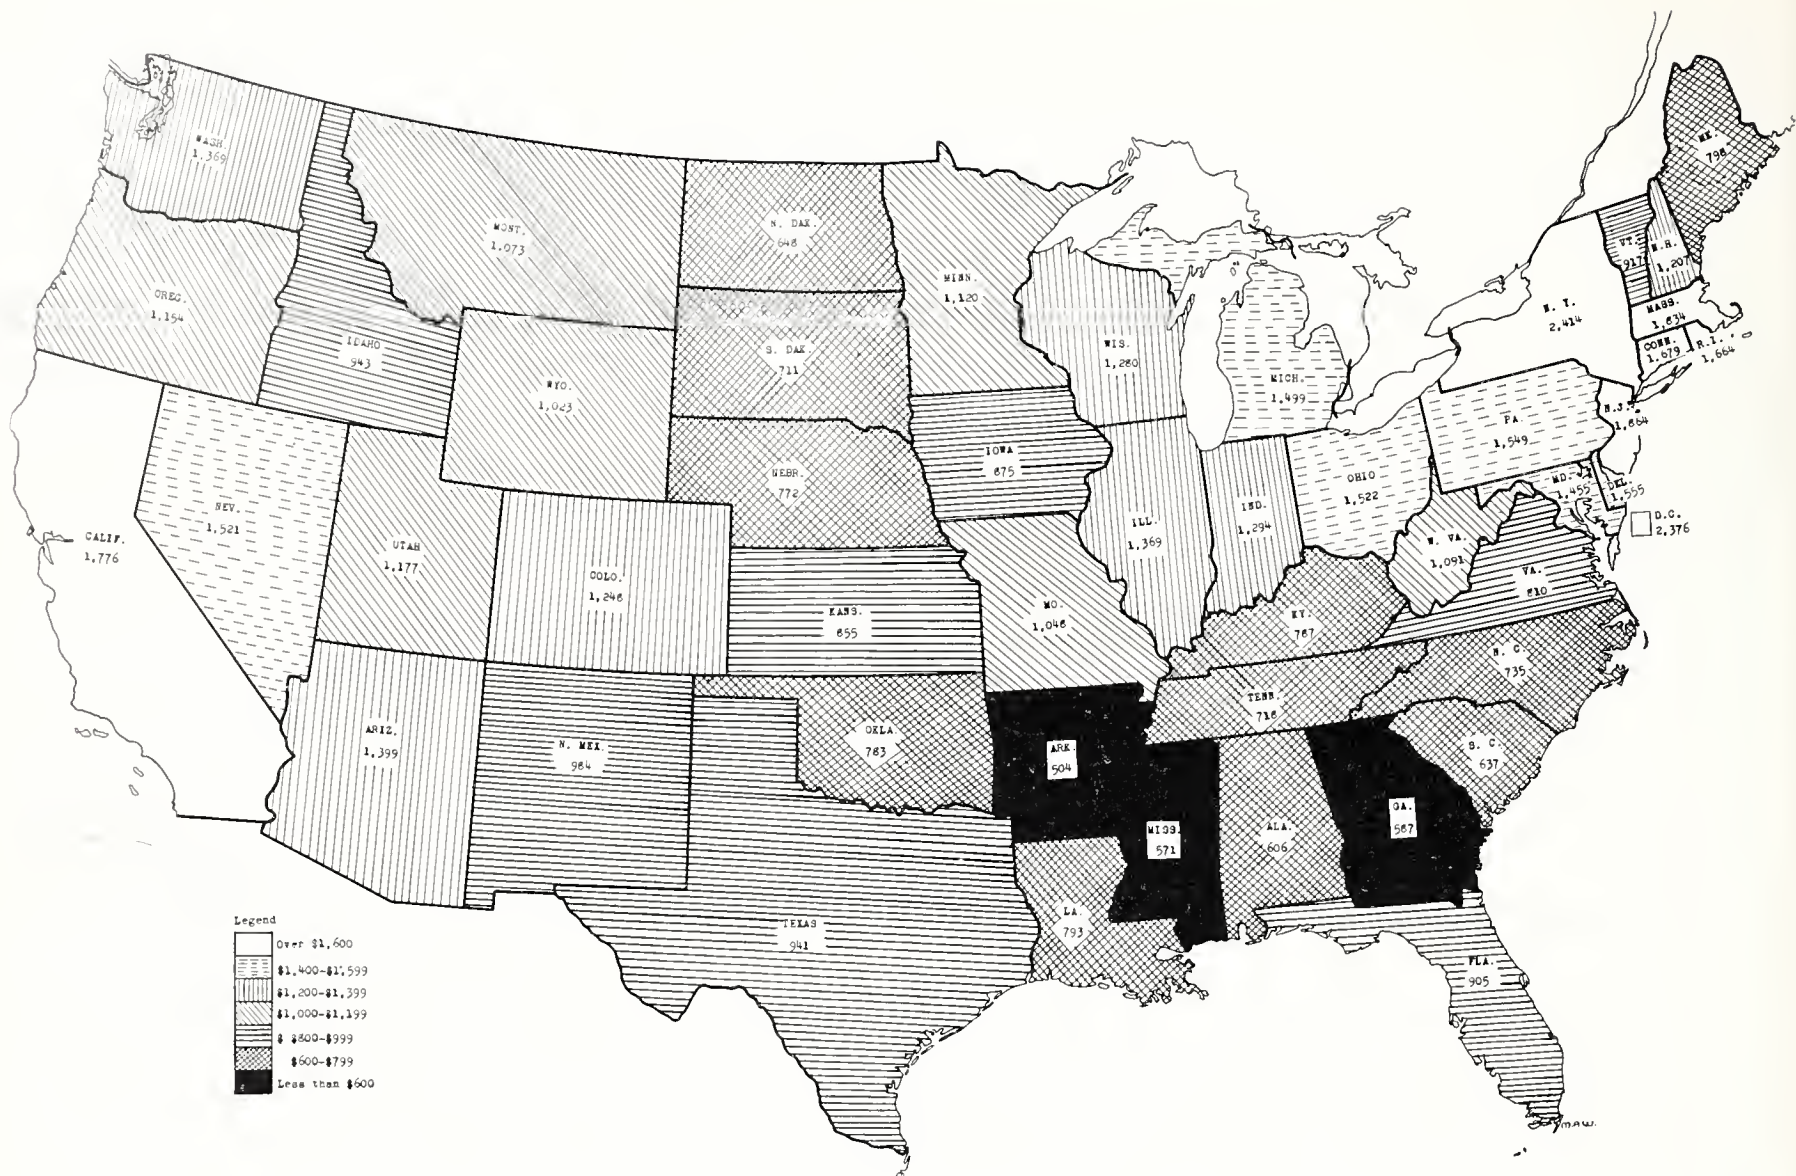 WASH.
1,369
MONT.
1.073
N. DAK.
648
MINN.
1,120
ME.
798
VT.
917
N.H.
1,207
OREG.
1,154
IDAHO
943
WYO.
1,023
S. DAK.
711
WIS.
1,280
MICH.
1,499
N. Y.
2,414
MASS.
1,834
CONN.
1,679
R.I.
1,664
NEBR.
772
IOWA
875
PA.
1,549
N.J.
1,664
NEV.
1,521
UTAH
1,177
COLO.
1,248
ILL.
1,369
IND.
1,294
OHIO
1,522
MD.
1,455
DEL.
1,555
D.C.
2,376
CALIF.
1,776
KANS.
855
MO.
1,048
W. VA.
1,091
VA.
810
KY.
787
TENN.
718
N. C.
735
ARIZ.
1,399
N. MEX.
984
OKLA.
783
ARK.
504
S. C.
637
MISS.
571
ALA.
606
GA.
587
TEXAS
941
LA.
793
FLA.
905
Legend
Over $1,600
$1,400-$1,599
$1,200-$1,399
$1,000-$1,199
$ $800-$999
$600-$799
Less than $600
MAW.